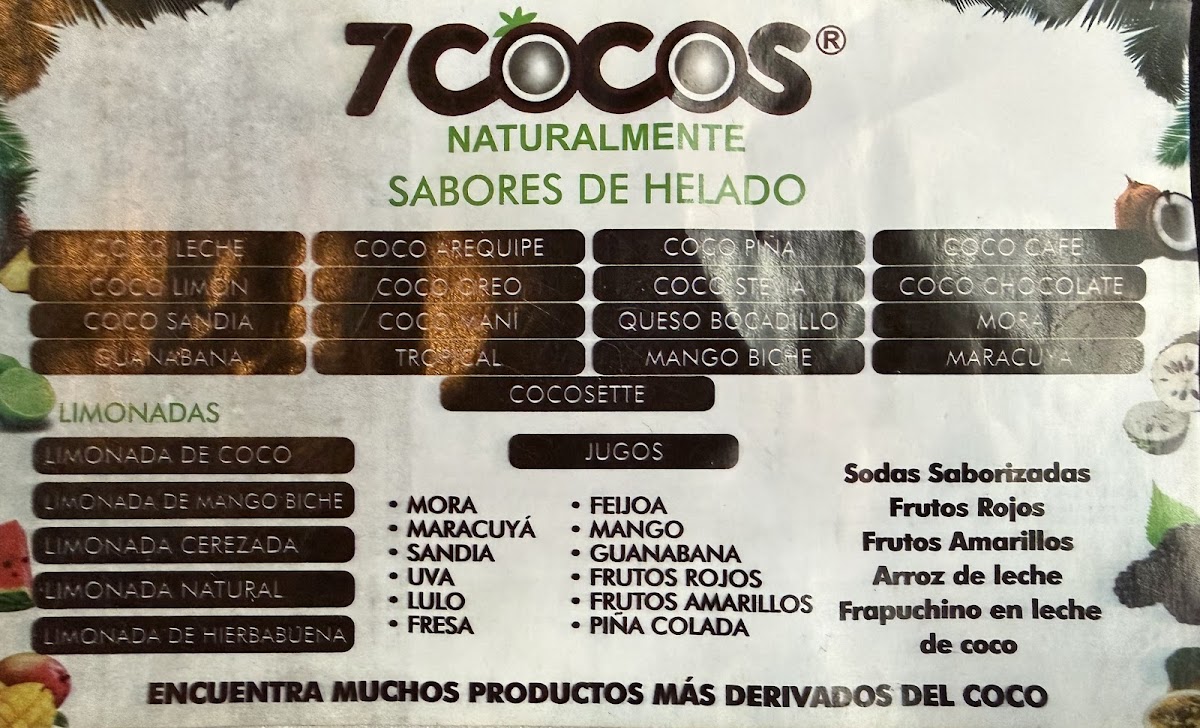 7COCOS®
NATURALMENTE
SABORES DE HELADO
COCO LECHE
COCO AREQUIPE
COCO PIÑA
COCO CAFE
COCO LIMON
COCO OREO
COCO STEVIA
COCO CHOCOLATE
COCO SANDIA
COCO MANÍ
QUESO BOCADILLO
MORA
GUANABANA
TROPICAL
MANGO BICHE
MARACUYA
COCOSETTE
LIMONADAS
LIMONADA DE COCO
LIMONADA DE MANGO BICHE
LIMONADA CEREZADA
LIMONADA NATURAL
LIMONADA DE HIERBABUENA
JUGOS
• MORA
• MARACUYÁ
• SANDIA
• UVA
• LULO
• FRESA
• FEIJOA
• MANGO
• GUANABANA
• FRUTOS ROJOS
• FRUTOS AMARILLOS
• PIÑA COLADA
Sodas Saborizadas
Frutos Rojos
Frutos Amarillos
Arroz de leche
Frapuchino en leche
de coco
ENCUENTRA MUCHOS PRODUCTOS MÁS DERIVADOS DEL COCO